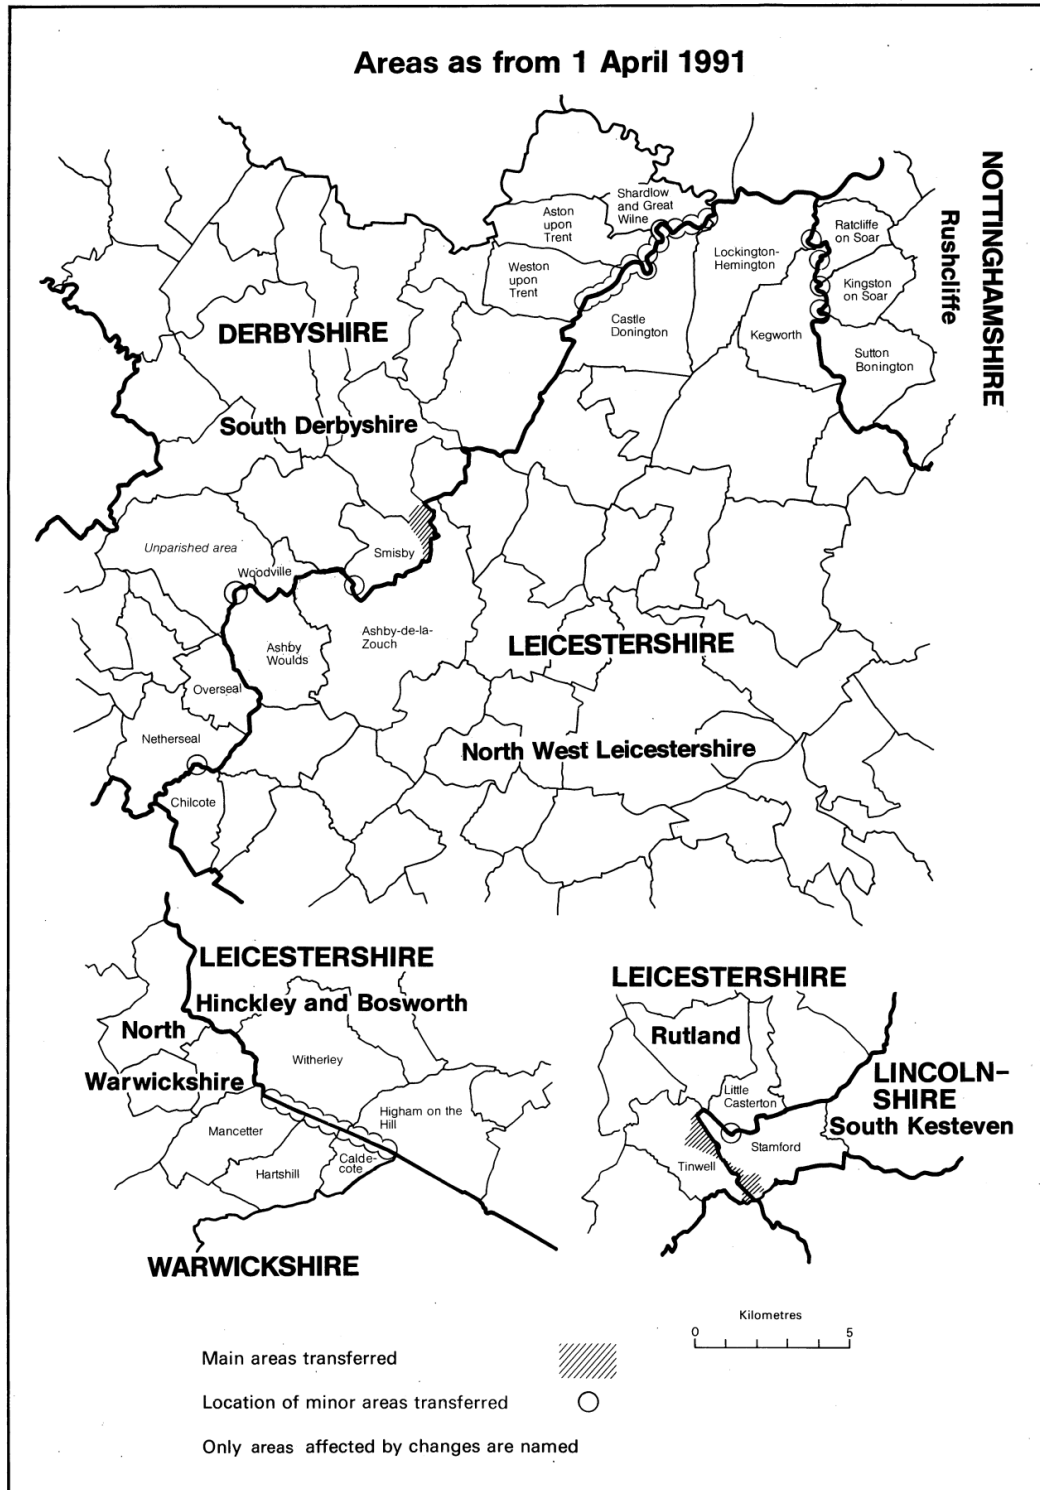 Areas as from 1 April 1991
NOTTINGHAMSHIRE
Rushcliffe
Shardlow
and Great
Wilne
Aston
upon
Trent
Weston
upon
Trent
Ratcliffe
on Soar
Lockington-
Hemington
Kingston
on Soar
Castle
Donington
Kegworth
Sutton
Bonington
DERBYSHIRE
South Derbyshire
Unparished area
Smisby
Woodville
Ashby-de-la-
Zouch
Ashby
Woulds
LEICESTERSHIRE
Overseal
Netherseal
North West Leicestershire
Chilcote
LEICESTERSHIRE
Hinckley and Bosworth
North
Warwickshire
Witherley
Higham on the
Hill
Mancetter
Hartshill
Calde-
cote
WARWICKSHIRE
LEICESTERSHIRE
Rutland
LINCOLN-
SHIRE
South Kesteven
Little
Casterton
Stamford
Tinwell
Kilometres
0 5
Main areas transferred
Location of minor areas transferred
Only areas affected by changes are named